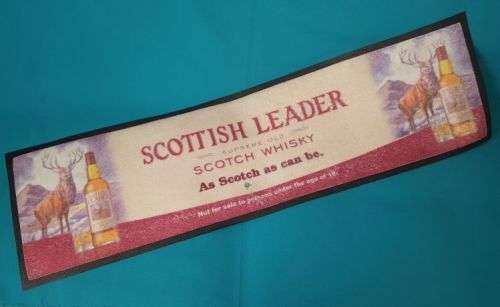 SCOTTISH LEADER
SUPREME OLD
SCOTCH WHISKY
As Scotch as can be.
Not for sale to persons under the age of 18.